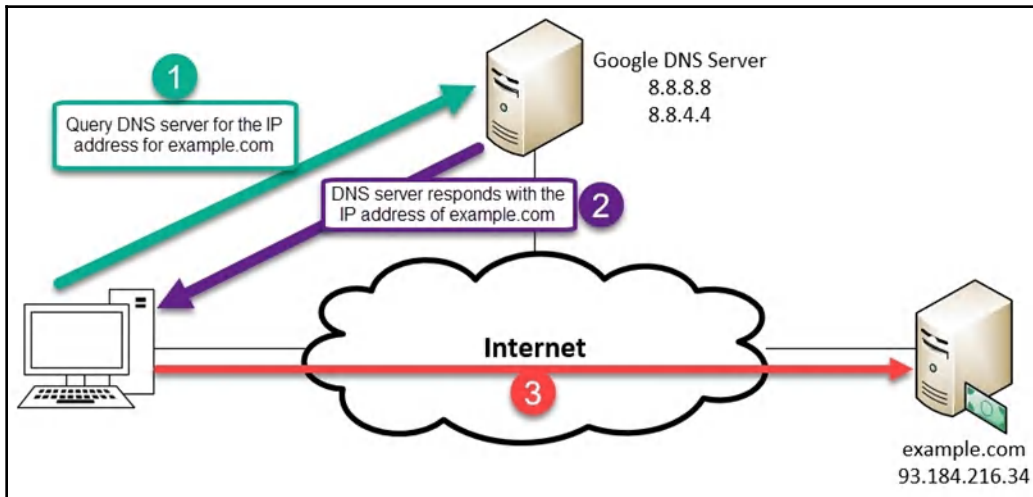 1
Query DNS server for the IP
address for example.com
Google DNS Server
8.8.8.8
8.8.4.4
DNS server responds with the
IP address of example.com
2
Internet
3
example.com
93.184.216.34